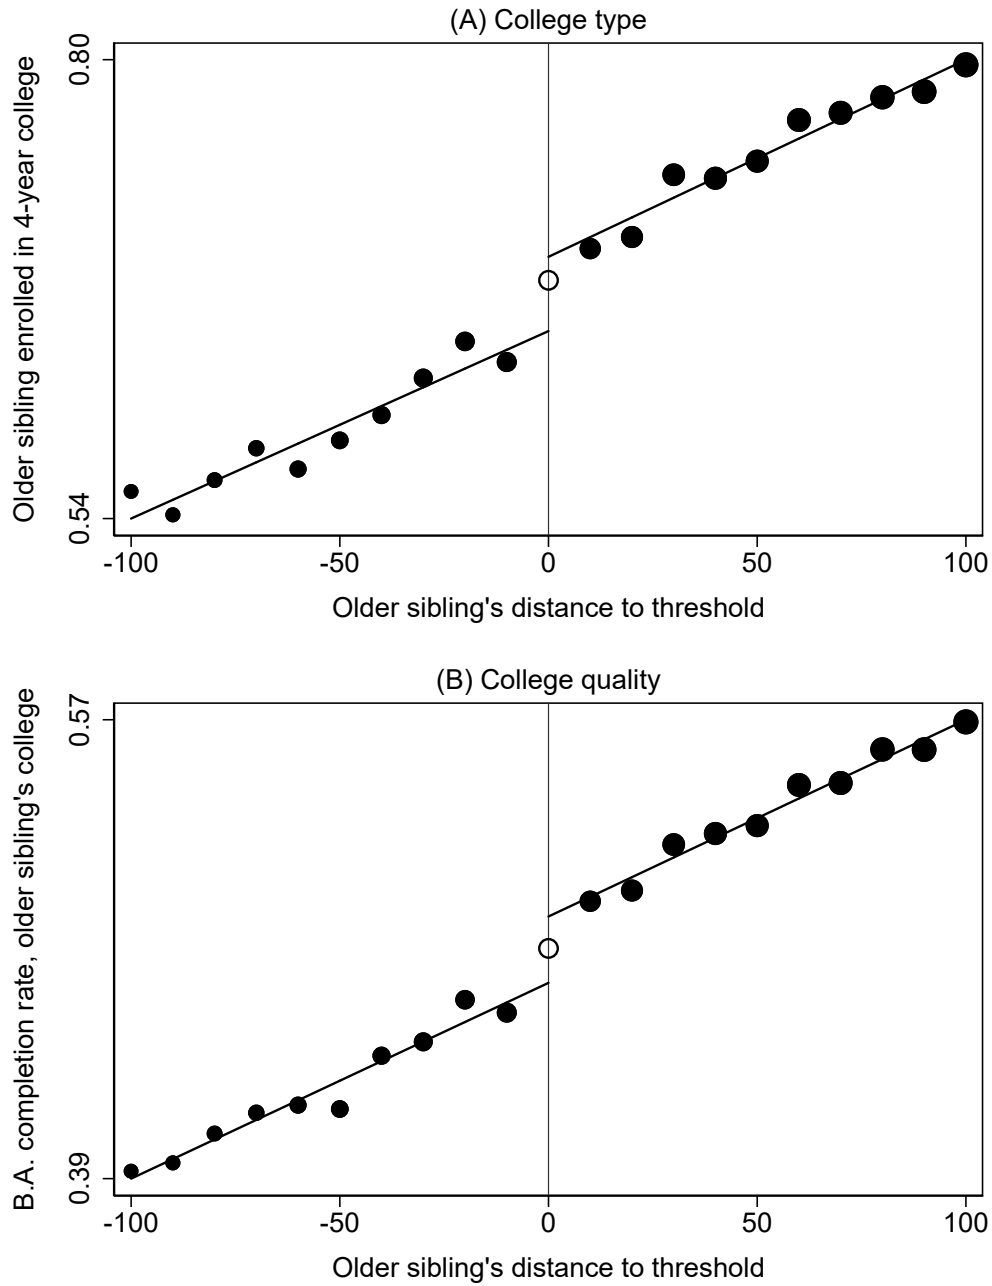 (A) College type
Older sibling enrolled in 4-year college
0.80
0.54
-100 -50 0 50 100
Older sibling's distance to threshold
(B) College quality
B.A. completion rate, older sibling's college
0.57
0.39
-100 -50 0 50 100
Older sibling's distance to threshold